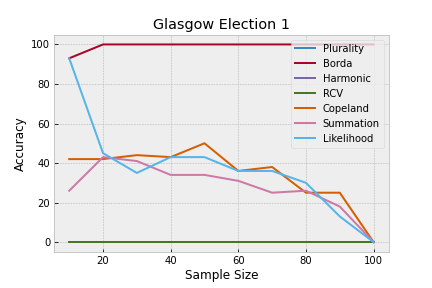 Glasgow Election 1
Accuracy
100
80
60
40
20
0
Plurality
Borda
Harmonic
RCV
Copeland
Summation
Likelihood
20
40
60
80
100
Sample Size